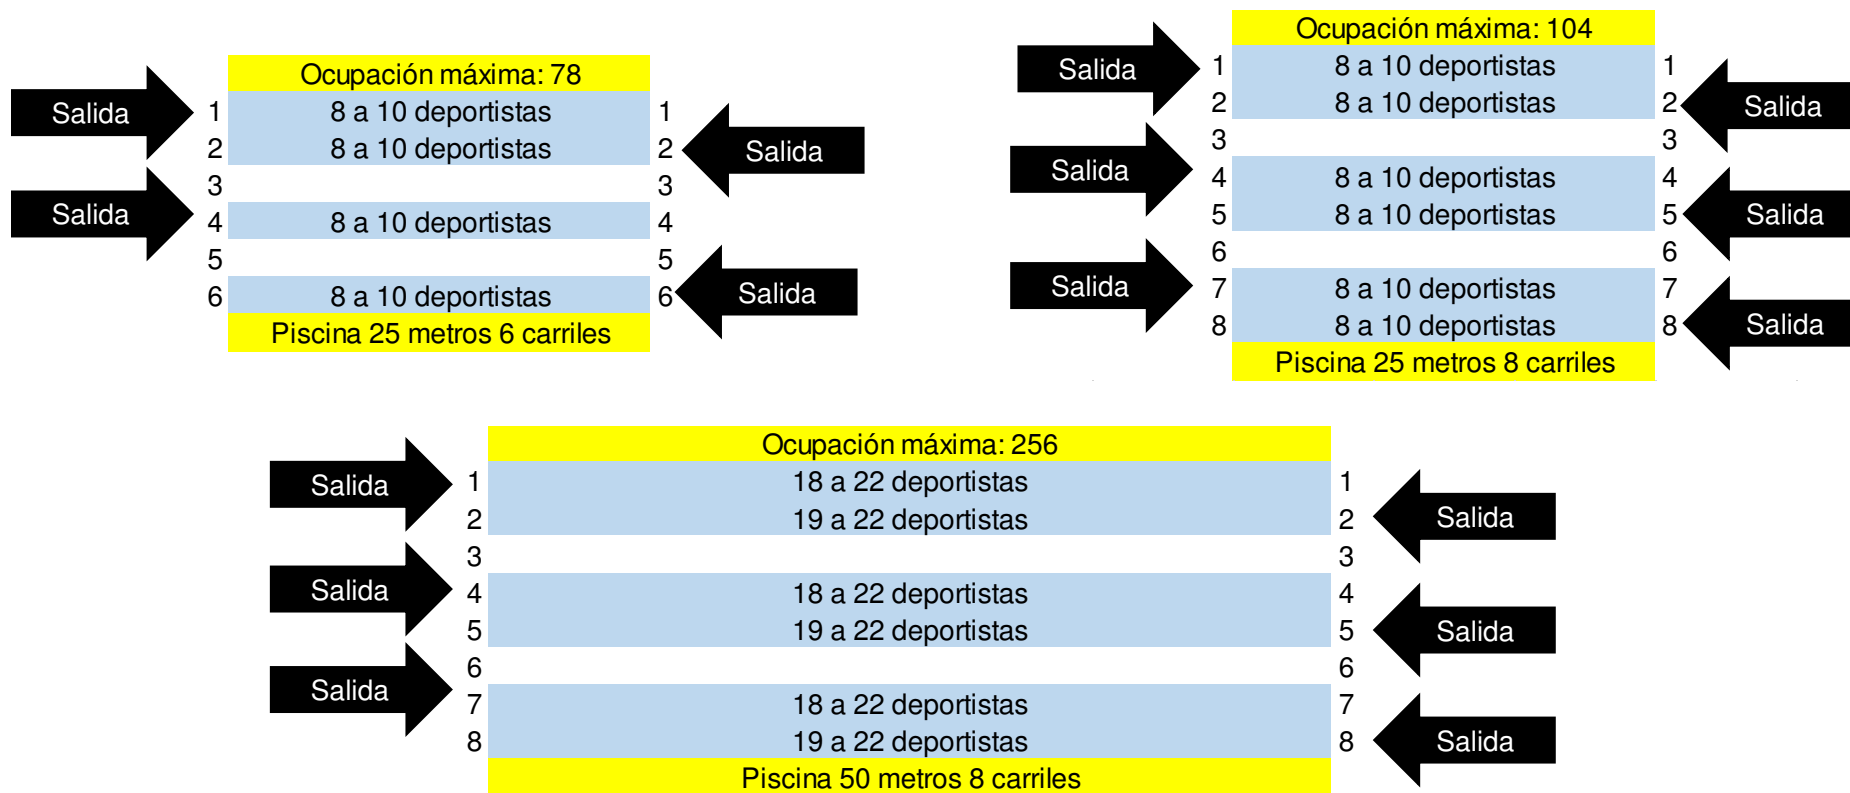 Ocupación máxima: 78
Salida 1 8 a 10 deportistas 1
2 8 a 10 deportistas 2 Salida
3 3
Salida 4 8 a 10 deportistas 4
5 5
6 8 a 10 deportistas 6 Salida
Piscina 25 metros 6 carriles
Ocupación máxima: 104
Salida 1 8 a 10 deportistas 1
2 8 a 10 deportistas 2 Salida
3 3
Salida 4 8 a 10 deportistas 4
5 8 a 10 deportistas 5 Salida
6 6
Salida 7 8 a 10 deportistas 7
8 8 a 10 deportistas 8 Salida
Piscina 25 metros 8 carriles
Ocupación máxima: 256
Salida 1 18 a 22 deportistas 1
2 19 a 22 deportistas 2 Salida
3 3
Salida 4 18 a 22 deportistas 4
5 19 a 22 deportistas 5 Salida
6 6
Salida 7 18 a 22 deportistas 7
8 19 a 22 deportistas 8 Salida
Piscina 50 metros 8 carriles